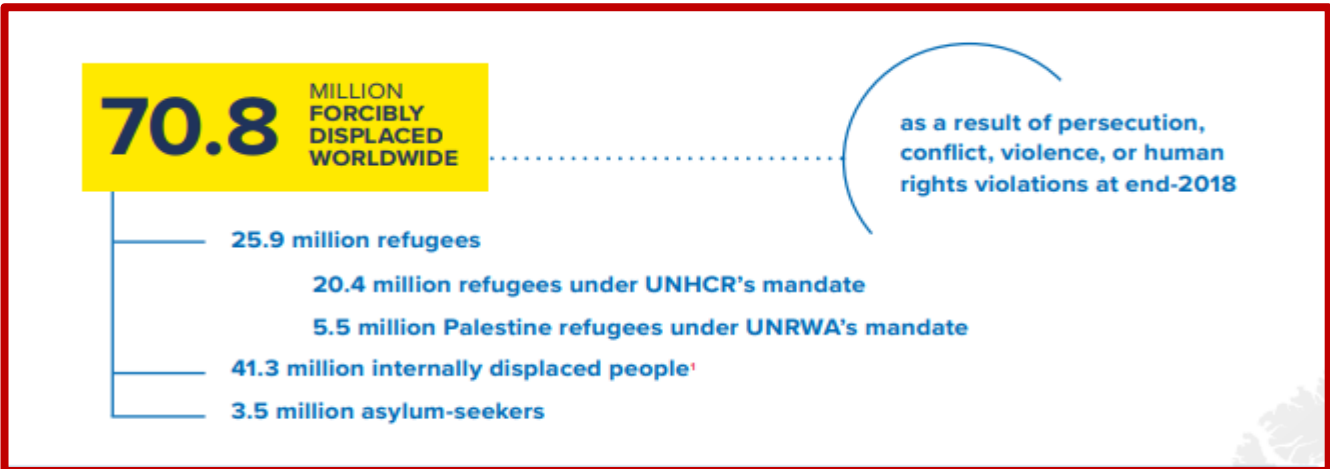 70.8
MILLION
FORCIBLY
DISPLACED
WORLDWIDE
as a result of persecution,
conflict, violence, or human
rights violations at end-2018
25.9 million refugees
20.4 million refugees under UNHCR’s mandate
5.5 million Palestine refugees under UNRWA’s mandate
41.3 million internally displaced people¹
3.5 million asylum-seekers